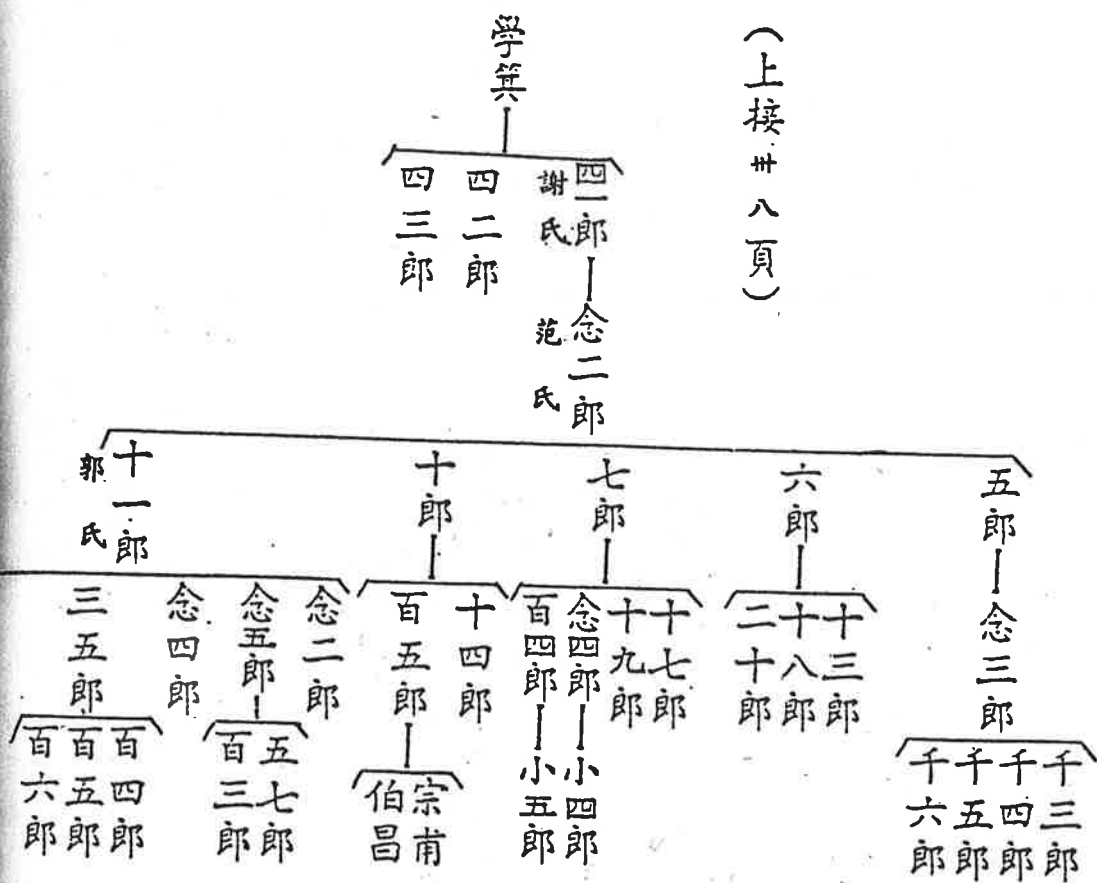 (上接卅八頁)
學箕
四一郎
謝氏
四二郎
四三郎
念二郎
范氏
五郎
六郎
七郎
十郎
十一郎
郭氏
念三郎
十三郎
十八郎
二十郎
十七郎
十九郎
念四郎
百四郎
十四郎
百五郎
念二郎
念五郎
念四郎
三五郎
千三郎
千四郎
千五郎
千六郎
小四郎
小五郎
宗甫
伯昌
五七郎
百三郎
百四郎
百五郎
百六郎